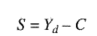 S = Y_d − C